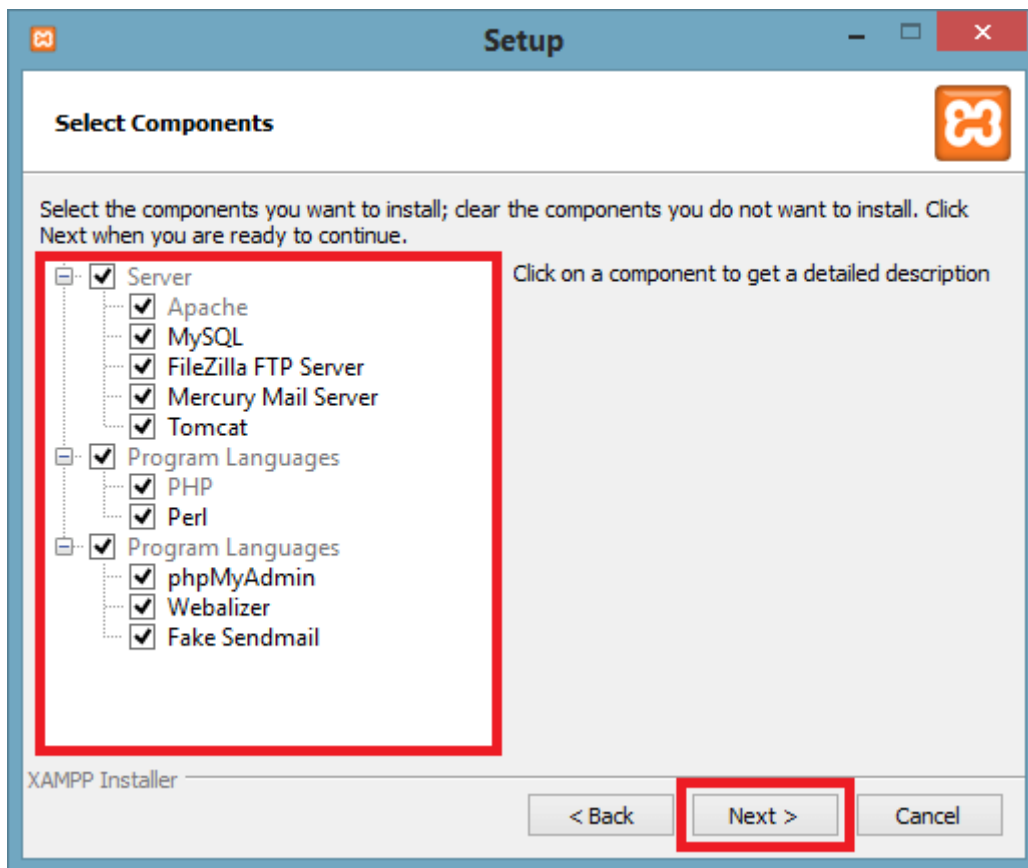 Setup
Select Components
Select the components you want to install; clear the components you do not want to install. Click
Next when you are ready to continue.
Server
Apache
MySQL
FileZilla FTP Server
Mercury Mail Server
Tomcat
Program Languages
PHP
Perl
Program Languages
phpMyAdmin
Webalizer
Fake Sendmail
Click on a component to get a detailed description
XAMPP Installer
< Back
Next >
Cancel